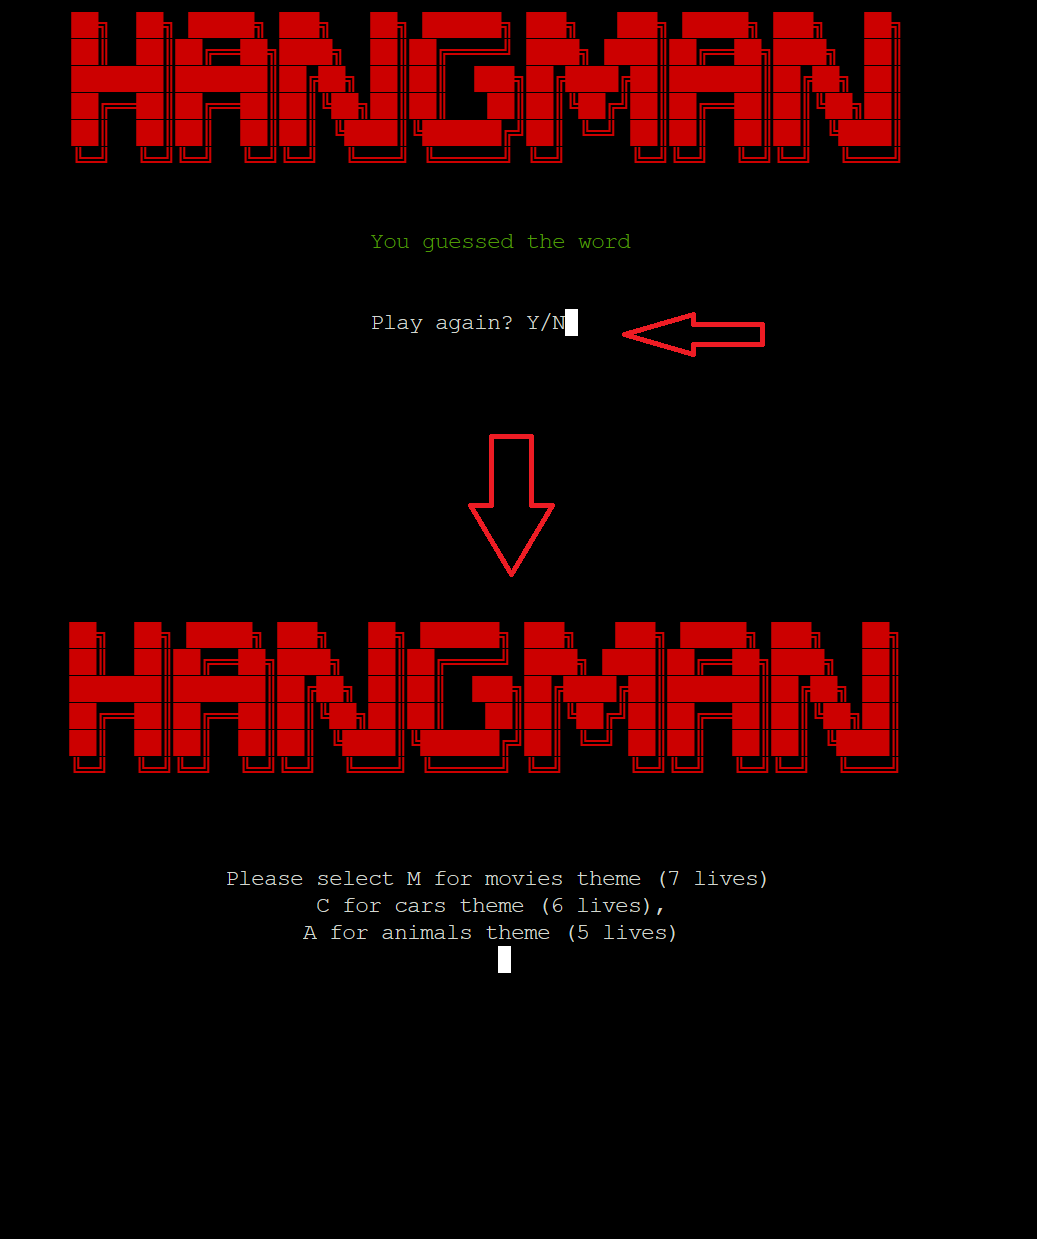 HANGMAN
You guessed the word
Play again? Y/N
HANGMAN
Please select M for movies theme (7 lives)
C for cars theme (6 lives),
A for animals theme (5 lives)